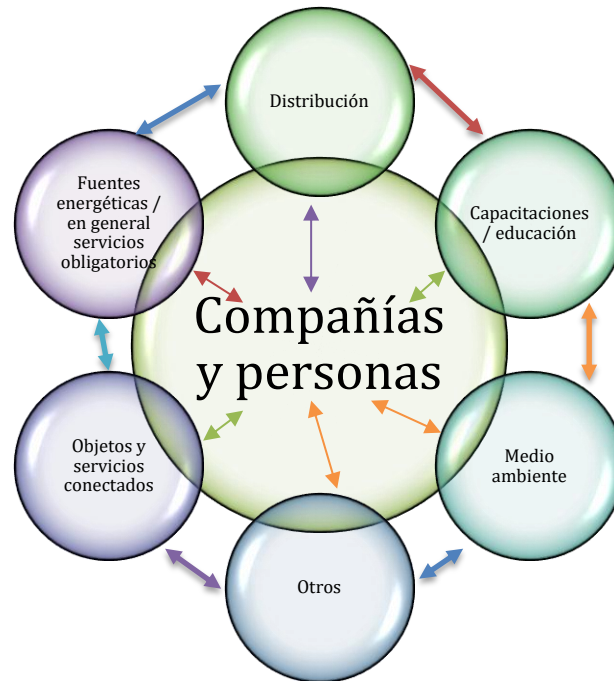 Distribución
Fuentes
energéticas /
en general
servicios
obligatorios
Capacitaciones
/ educación
Compañías
y personas
Objetos y
servicios
conectados
Medio
ambiente
Otros